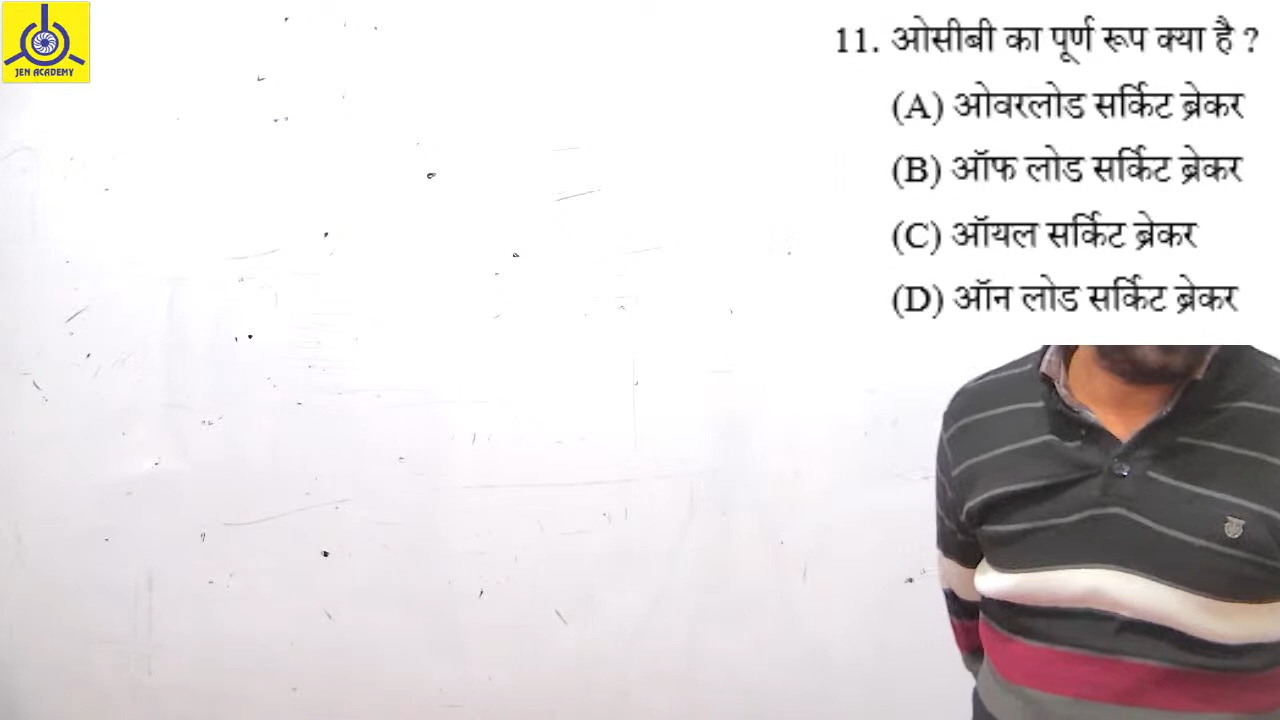 JEN ACADEMY
11. ओसीबी का पूर्ण रूप क्या है ?
(A) ओवरलोड सर्किट ब्रेकर
(B) ऑफ लोड सर्किट ब्रेकर
(C) ऑयल सर्किट ब्रेकर
(D) ऑन लोड सर्किट ब्रेकर